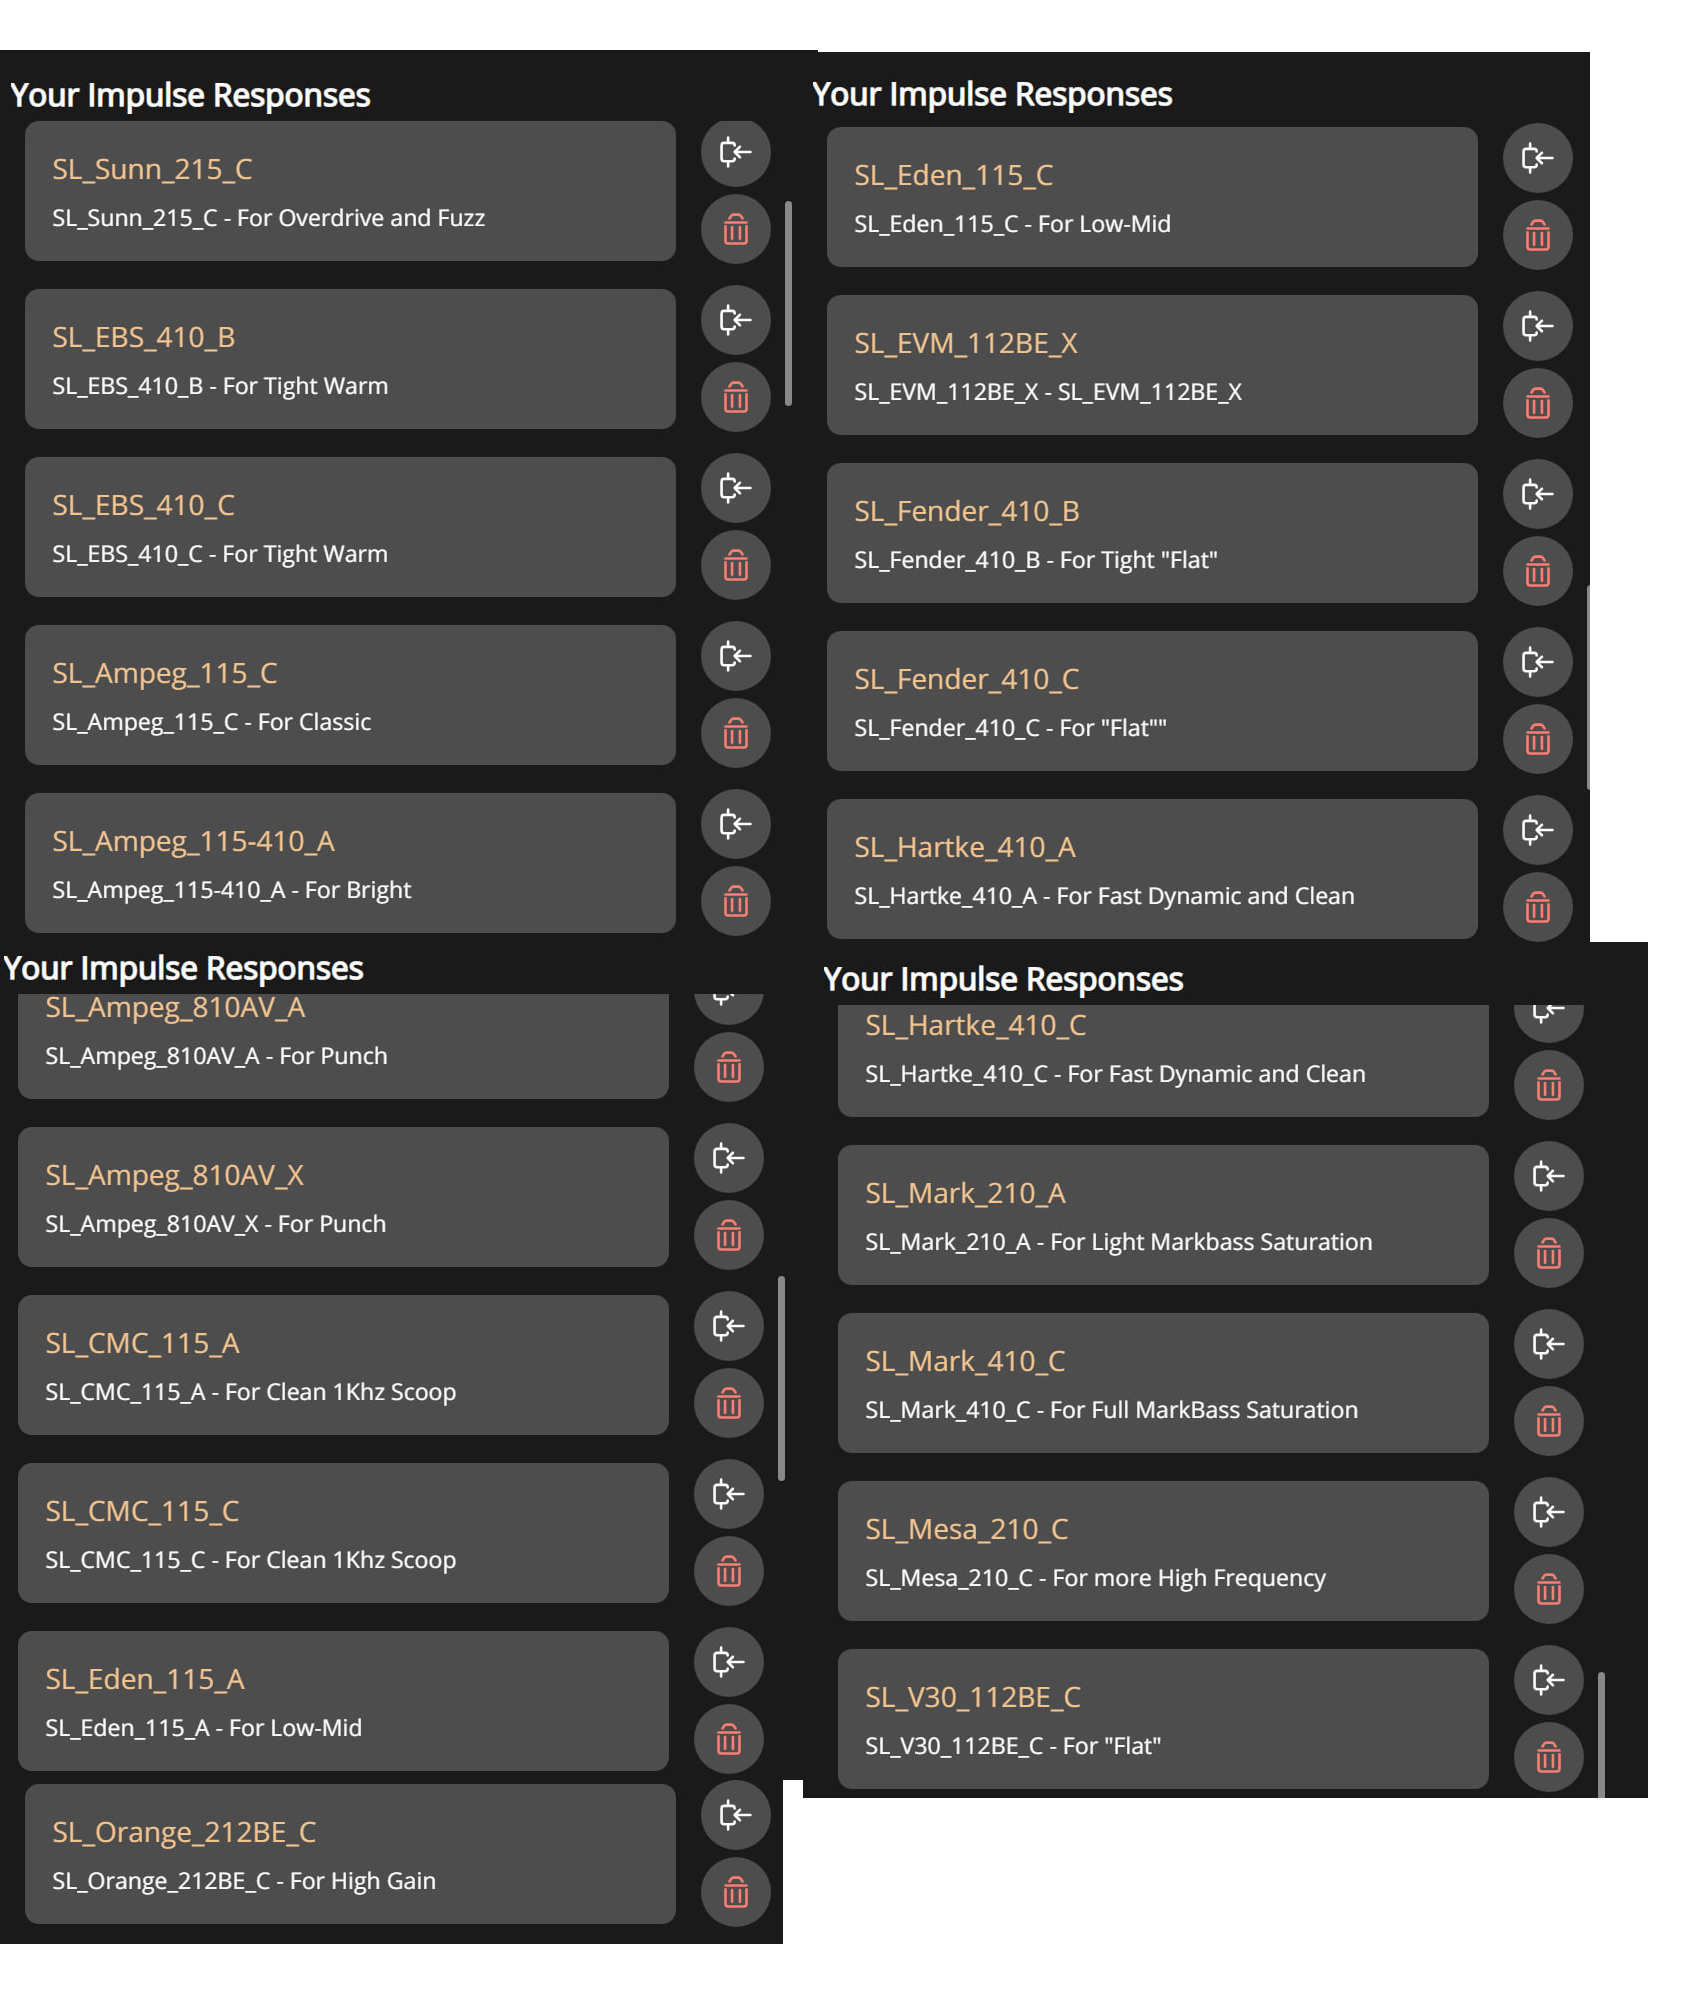 Your Impulse Responses
SL_Sunn_215_C
SL_Sunn_215_C - For Overdrive and Fuzz
SL_EBS_410_B
SL_EBS_410_B - For Tight Warm
SL_EBS_410_C
SL_EBS_410_C - For Tight Warm
SL_Ampeg_115_C
SL_Ampeg_115_C - For Classic
SL_Ampeg_115-410_A
SL_Ampeg_115-410_A - For Bright
Your Impulse Responses
SL_Eden_115_C
SL_Eden_115_C - For Low-Mid
SL_EVM_112BE_X
SL_EVM_112BE_X - SL_EVM_112BE_X
SL_Fender_410_B
SL_Fender_410_B - For Tight "Flat"
SL_Fender_410_C
SL_Fender_410_C - For "Flat""
SL_Hartke_410_A
SL_Hartke_410_A - For Fast Dynamic and Clean
Your Impulse Responses
SL_Ampeg_810AV_A
SL_Ampeg_810AV_A - For Punch
SL_Ampeg_810AV_X
SL_Ampeg_810AV_X - For Punch
SL_CMC_115_A
SL_CMC_115_A - For Clean 1Khz Scoop
SL_CMC_115_C
SL_CMC_115_C - For Clean 1Khz Scoop
SL_Eden_115_A
SL_Eden_115_A - For Low-Mid
SL_Orange_212BE_C
SL_Orange_212BE_C - For High Gain
Your Impulse Responses
SL_Hartke_410_C
SL_Hartke_410_C - For Fast Dynamic and Clean
SL_Mark_210_A
SL_Mark_210_A - For Light Markbass Saturation
SL_Mark_410_C
SL_Mark_410_C - For Full MarkBass Saturation
SL_Mesa_210_C
SL_Mesa_210_C - For more High Frequency
SL_V30_112BE_C
SL_V30_112BE_C - For "Flat"